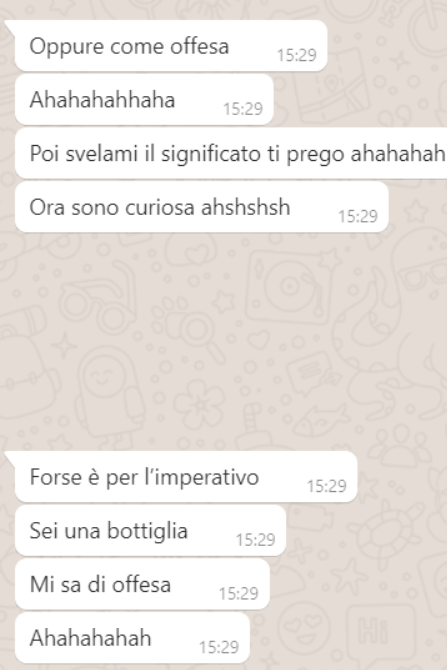 Oppure come offesa
15:29
Ahahahahhaha
15:29
Poi svelami il significato ti prego ahahahah
Ora sono curiosa ahshshsh
15:29
Forse è per l'imperativo
15:29
Sei una bottiglia
15:29
Mi sa di offesa
15:29
Ahahahahah
15:29
Hi